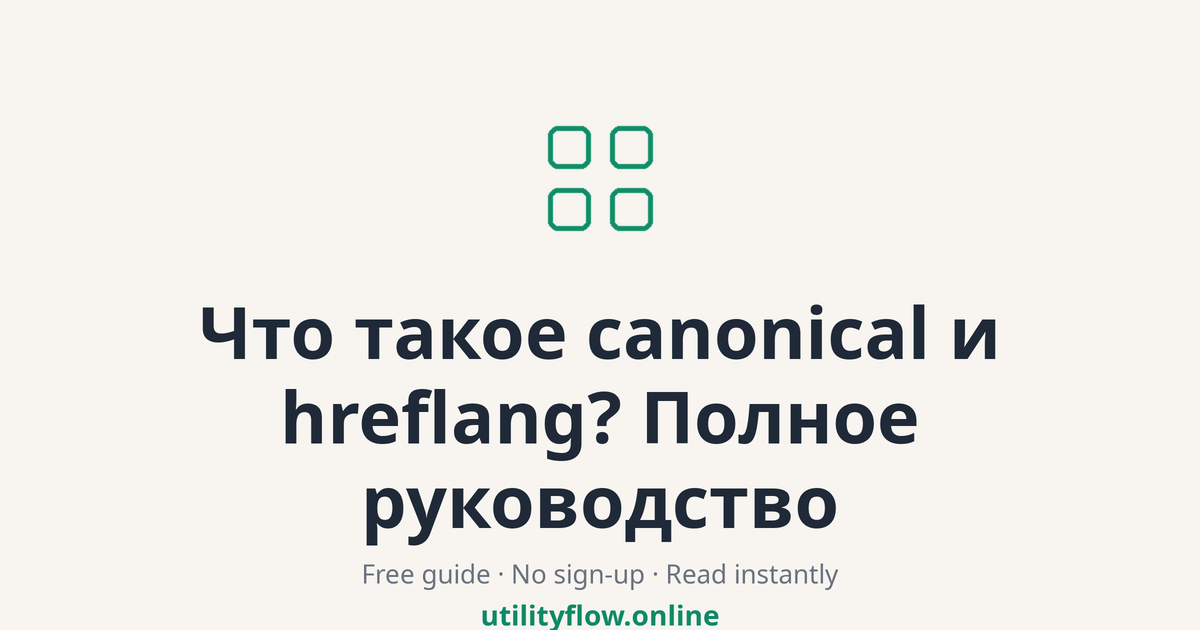 Что такое canonical и
hreflang? Полное
руководство
Free guide · No sign-up · Read instantly
utilityflow.online